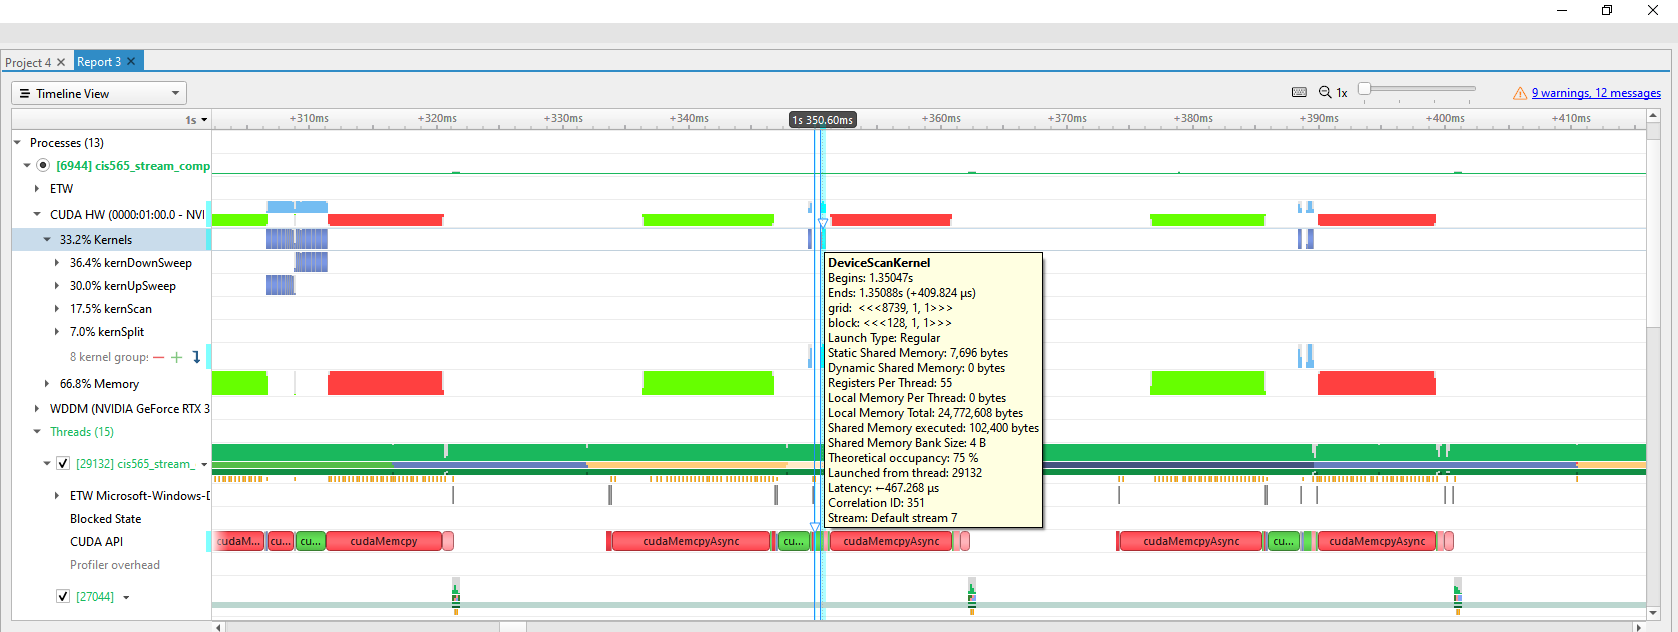 Project 4 ✕ Report 3 ✕
Timeline View 1x 9 warnings, 12 messages
1s +310ms +320ms +330ms +340ms 1s 350.60ms +360ms +370ms +380ms +390ms +400ms +410ms
Processes (13)
[6944] cis565_stream_comp
ETW
CUDA HW (0000:01:00.0 - NVI
33.2% Kernels
36.4% kernDownSweep
30.0% kernUpSweep
17.5% kernScan
7.0% kernSplit
8 kernel groups
66.8% Memory
WDDM (NVIDIA GeForce RTX 3
Threads (15)
[29132] cis565_stream_
ETW Microsoft-Windows-D
Blocked State
CUDA API
Profiler overhead
[27044]
DeviceScanKernel
Begins: 1.35047s
Ends: 1.35088s (+409.824 μs)
grid: <<<8739, 1, 1>>>
block: <<<128, 1, 1>>>
Launch Type: Regular
Static Shared Memory: 7,696 bytes
Dynamic Shared Memory: 0 bytes
Registers Per Thread: 55
Local Memory Per Thread: 0 bytes
Local Memory Total: 24,772,608 bytes
Shared Memory executed: 102,400 bytes
Shared Memory Bank Size: 4 B
Theoretical occupancy: 75 %
Launched from thread: 29132
Latency: ←467.268 μs
Correlation ID: 351
Stream: Default stream 7
cudaM... cu... cu... cudaMemcpy cudaMemcpyAsync cu... cudaMemcpyAsync cudaMemcpyAsync cu... cudaMemcpyAsync